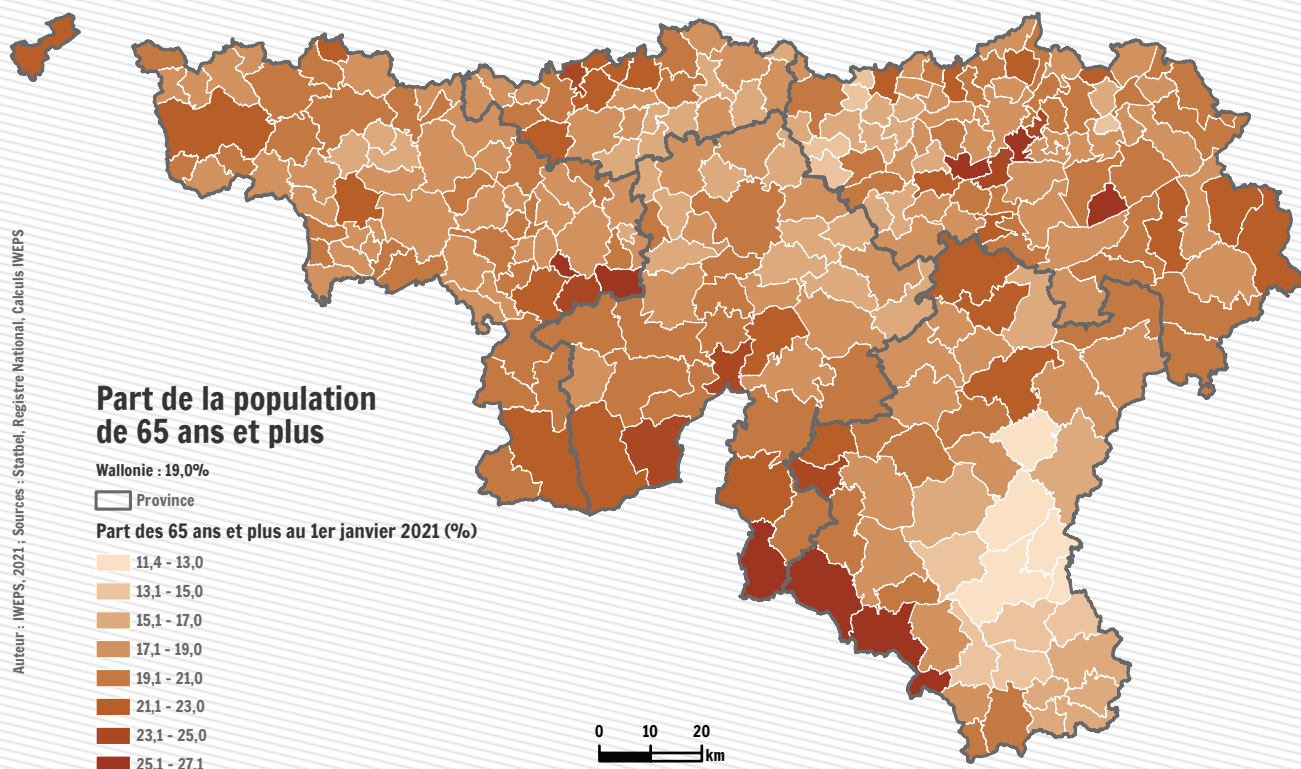 Part de la population
de 65 ans et plus
Wallonie : 19,0%
Province
Part des 65 ans et plus au 1er janvier 2021 (%)
11,4 - 13,0
13,1 - 15,0
15,1 - 17,0
17,1 - 19,0
19,1 - 21,0
21,1 - 23,0
23,1 - 25,0
25,1 - 27,1
0 10 20
km
Auteur : IWEPS, 2021 ; Sources : Statbel, Registre National, Calculs IWEPS